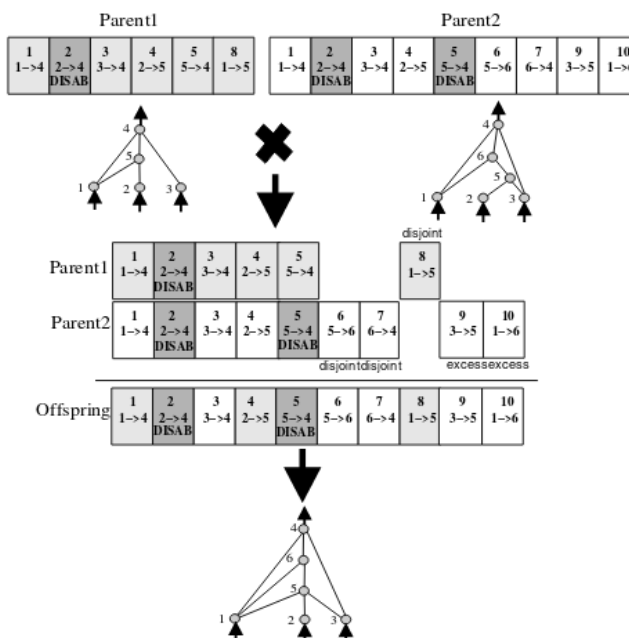 Parent1 Parent2
1 2 3 4 5 8 1 2 3 4 5 6 7 9 10
1->4 2->4 3->4 2->5 5->4 1->5 1->4 2->4 3->4 2->5 5->4 5->6 6->4 3->5 1->6
DISAB DISAB DISAB
4 4
5 6
5
1 2 3 1 2 3
disjoint
1 2 3 4 5 8
Parent1 1->4 2->4 3->4 2->5 5->4 1->5
DISAB
1 2 3 4 5 6 7 9 10
Parent2 1->4 2->4 3->4 2->5 5->4 5->6 6->4 3->5 1->6
DISAB DISAB
disjoint disjoint excess excess
1 2 3 4 5 6 7 8 9 10
Offspring 1->4 2->4 3->4 2->5 5->4 5->6 6->4 1->5 3->5 1->6
DISAB DISAB
4
6
5
1 2 3